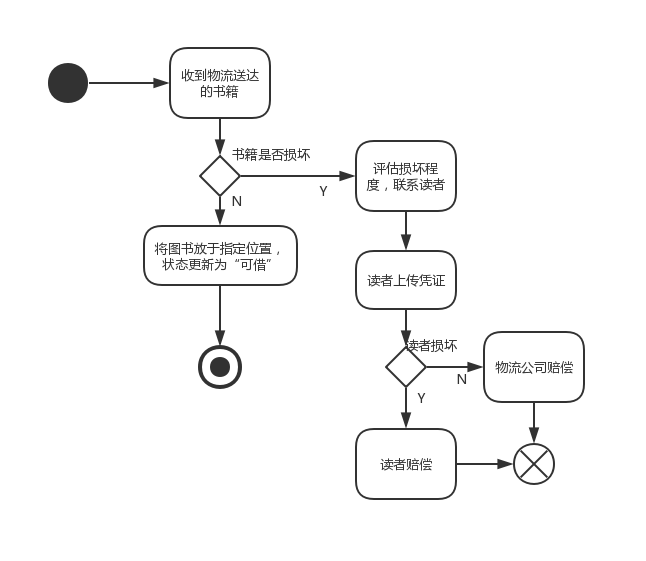 收到物流送达
的书籍
书籍是否损坏
Y
N
评估损坏程
度，联系读者
将图书放于指定位置，
状态更新为“可借”
读者上传凭证
读者损坏
N
Y
物流公司赔偿
读者赔偿